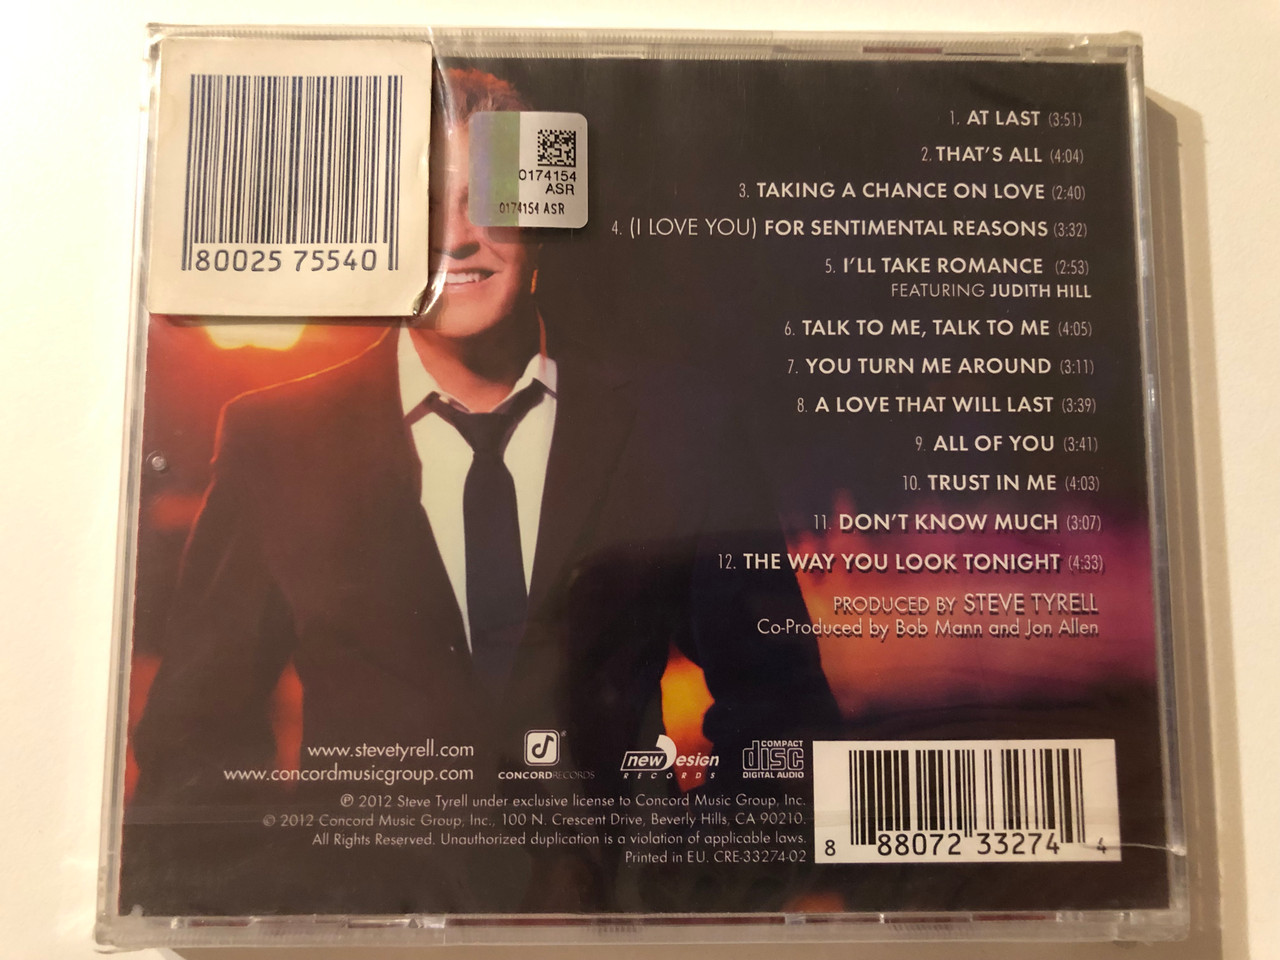 80025 75540
0174154
ASR
0174154 ASR
1. AT LAST (3:51)
2. THAT'S ALL (4:04)
3. TAKING A CHANCE ON LOVE (2:40)
4. (I LOVE YOU) FOR SENTIMENTAL REASONS (3:32)
5. I'LL TAKE ROMANCE (2:53)
FEATURING JUDITH HILL
6. TALK TO ME, TALK TO ME (4:05)
7. YOU TURN ME AROUND (3:11)
8. A LOVE THAT WILL LAST (3:39)
9. ALL OF YOU (3:41)
10. TRUST IN ME (4:03)
11. DON'T KNOW MUCH (3:07)
12. THE WAY YOU LOOK TONIGHT (4:33)
PRODUCED BY STEVE TYRELL
Co-Produced by Bob Mann and Jon Allen
www.stevetyrell.com
www.concordmusicgroup.com
CONCORD RECORDS
new Design
RECORDS
COMPACT
disc
DIGITAL AUDIO
℗ 2012 Steve Tyrell under exclusive license to Concord Music Group, Inc.
© 2012 Concord Music Group, Inc., 100 N. Crescent Drive, Beverly Hills, CA 90210.
All Rights Reserved. Unauthorized duplication is a violation of applicable laws.
Printed in EU. CRE-33274-02
8 88072 33274 4